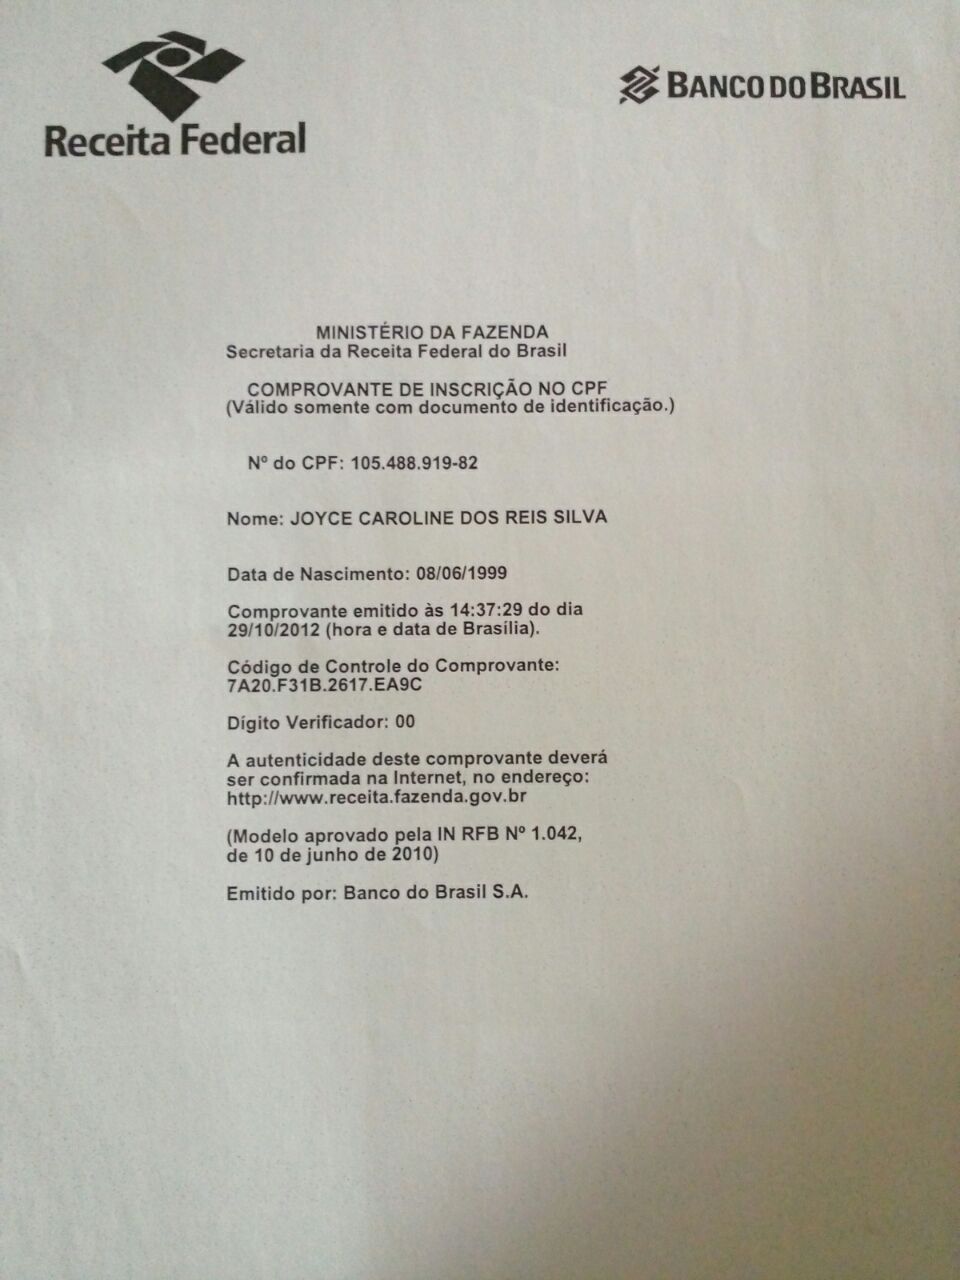 Receita Federal
BANCO DO BRASIL
MINISTÉRIO DA FAZENDA
Secretaria da Receita Federal do Brasil
COMPROVANTE DE INSCRIÇÃO NO CPF
(Válido somente com documento de identificação.)
Nº do CPF: 105.488.919-82
Nome: JOYCE CAROLINE DOS REIS SILVA
Data de Nascimento: 08/06/1999
Comprovante emitido às 14:37:29 do dia
29/10/2012 (hora e data de Brasília).
Código de Controle do Comprovante:
7A20.F31B.2617.EA9C
Dígito Verificador: 00
A autenticidade deste comprovante deverá
ser confirmada na Internet, no endereço:
http://www.receita.fazenda.gov.br
(Modelo aprovado pela IN RFB Nº 1.042,
de 10 de junho de 2010)
Emitido por: Banco do Brasil S.A.